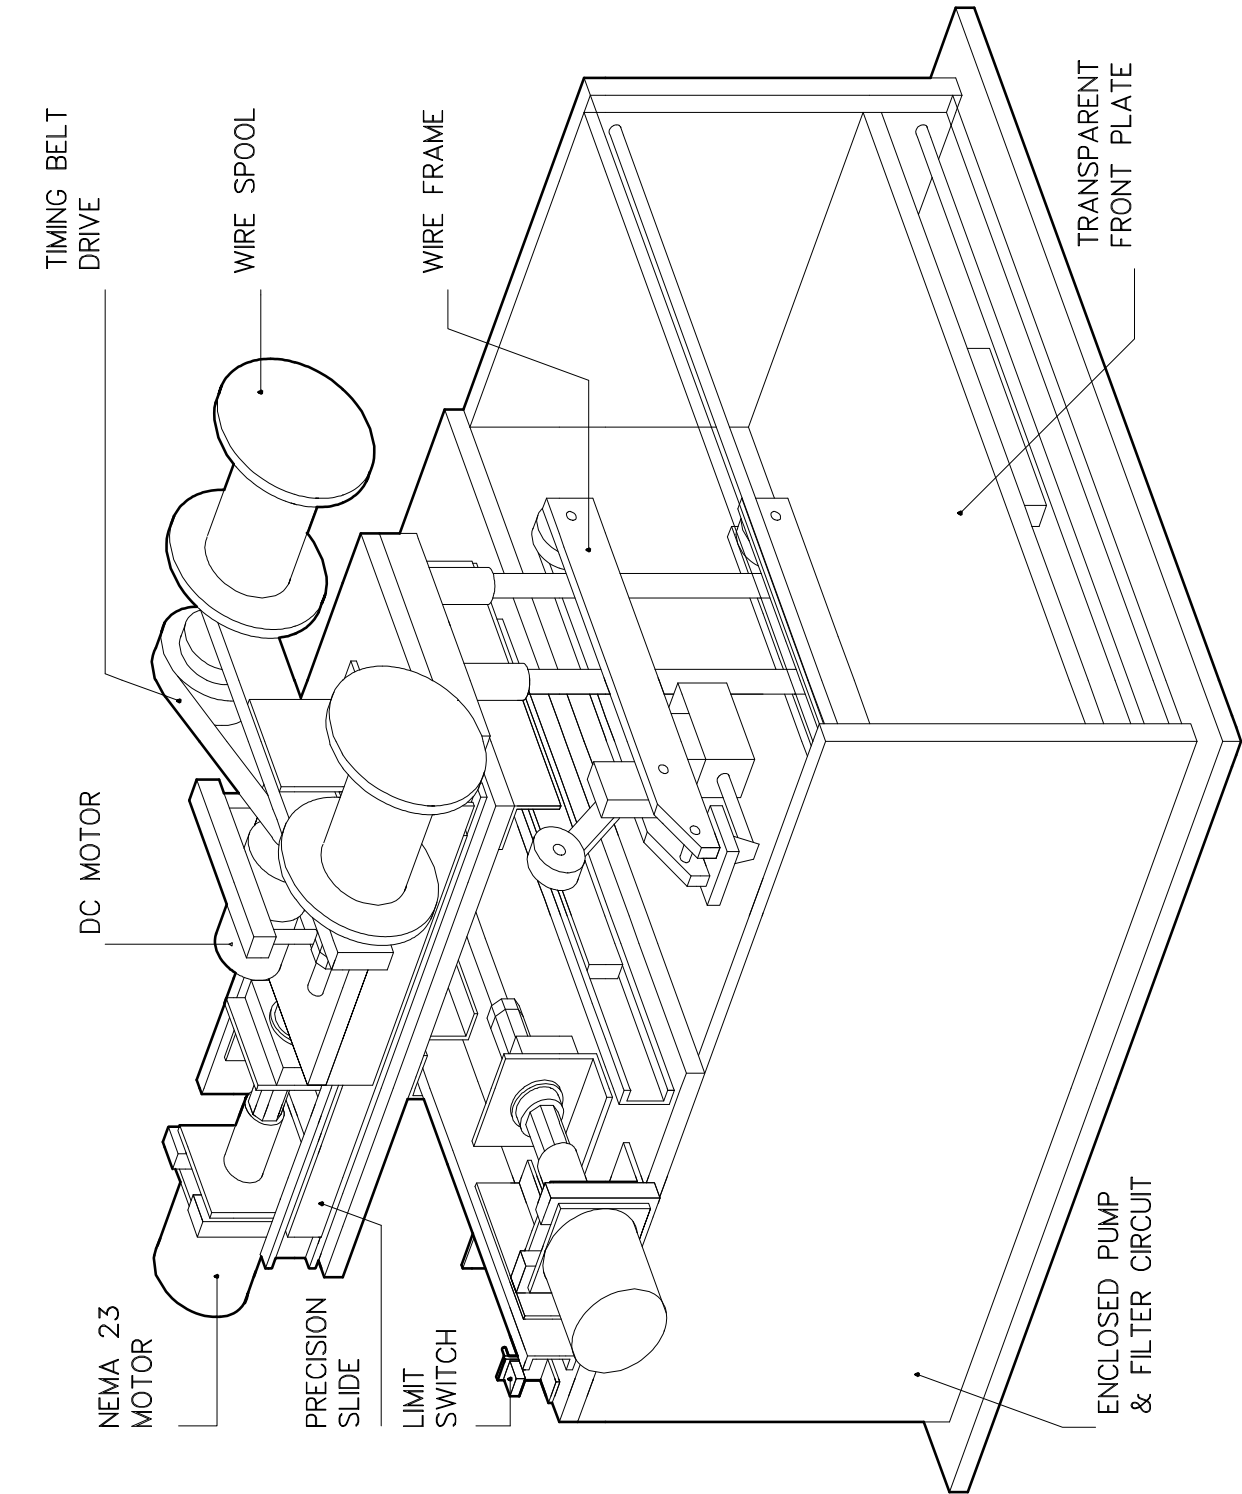 NEMA 23
MOTOR
DC MOTOR
TIMING BELT
DRIVE
WIRE SPOOL
PRECISION
SLIDE
LIMIT
SWITCH
WIRE FRAME
ENCLOSED PUMP
& FILTER CIRCUIT
TRANSPARENT
FRONT PLATE